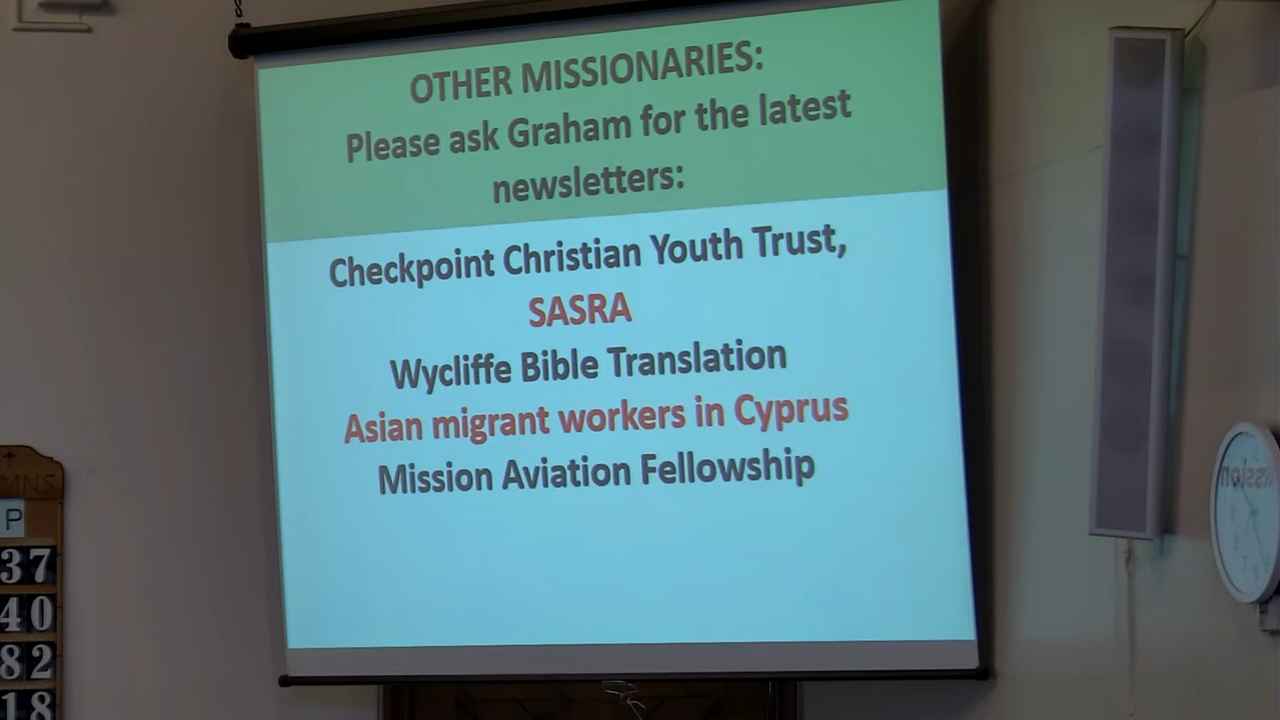 OTHER MISSIONARIES:
Please ask Graham for the latest
newsletters:
Checkpoint Christian Youth Trust,
SASRA
Wycliffe Bible Translation
Asian migrant workers in Cyprus
Mission Aviation Fellowship
MNS
P
37
40
82
18